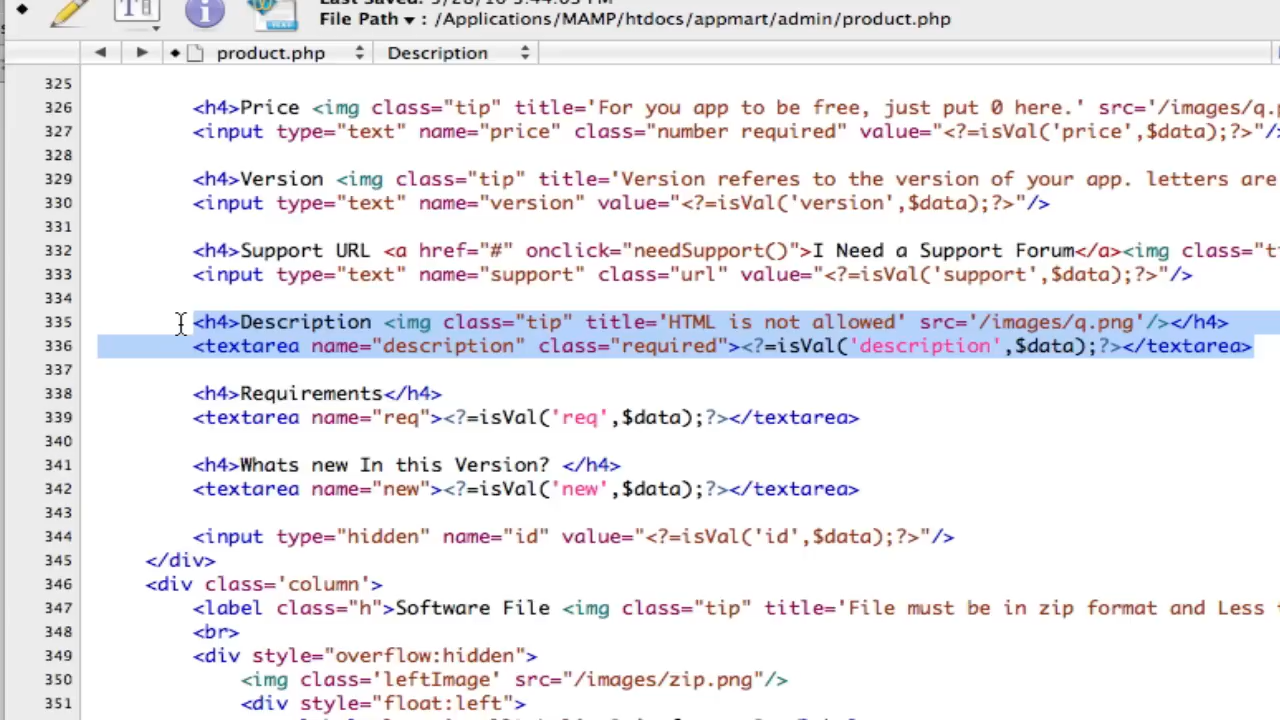 File Path ▾ : /Applications/MAMP/htdocs/appmart/admin/product.php
product.php Description
325
326 <h4>Price <img class="tip" title='For you app to be free, just put 0 here.' src='/images/q.
327 <input type="text" name="price" class="number required" value="<?=isVal('price',$data);?>"/
328
329 <h4>Version <img class="tip" title='Version referes to the version of your app. letters are
330 <input type="text" name="version" value="<?=isVal('version',$data);?>"/>
331
332 <h4>Support URL <a href="#" onclick="needSupport()">I Need a Support Forum</a><img class="t
333 <input type="text" name="support" class="url" value="<?=isVal('support',$data);?>"/>
334
335 <h4>Description <img class="tip" title='HTML is not allowed' src='/images/q.png'/></h4>
336 <textarea name="description" class="required"><?=isVal('description',$data);?></textarea>
337
338 <h4>Requirements</h4>
339 <textarea name="req"><?=isVal('req',$data);?></textarea>
340
341 <h4>Whats new In this Version? </h4>
342 <textarea name="new"><?=isVal('new',$data);?></textarea>
343
344 <input type="hidden" name="id" value="<?=isVal('id',$data);?>"/>
345 </div>
346 <div class='column'>
347 <label class="h">Software File <img class="tip" title='File must be in zip format and Less
348 <br>
349 <div style="overflow:hidden">
350 <img class='leftImage' src="/images/zip.png"/>
351 <div style="float:left">